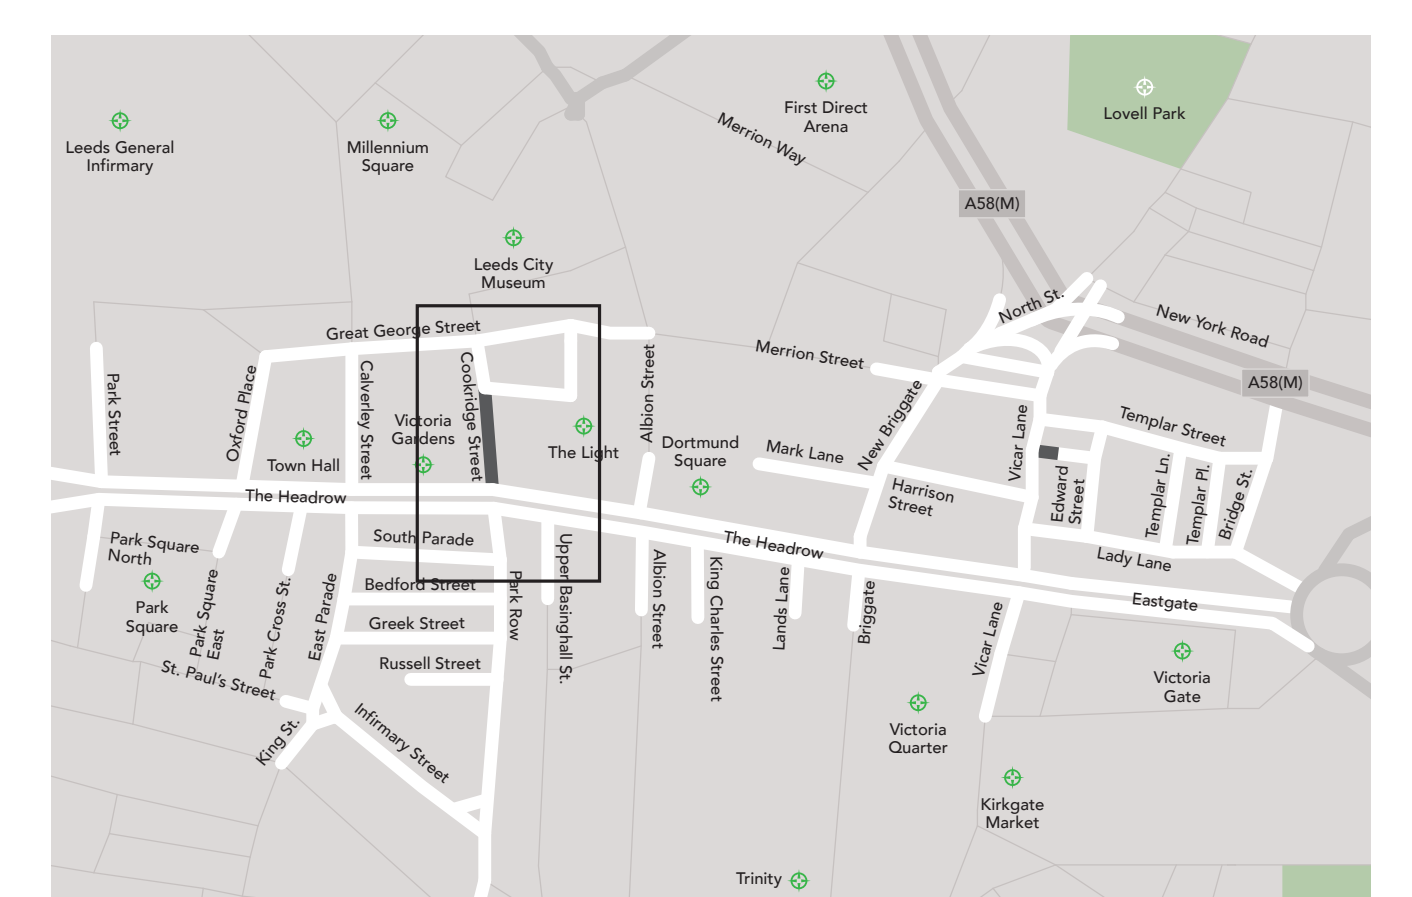 First Direct
Arena
Lovell Park
Merrion Way
Leeds General
Infirmary
Millennium
Square
A58(M)
Leeds City
Museum
North St.
New York Road
Great George Street
Merrion Street
A58(M)
Park Street
Oxford Place
Calverley Street
Cookridge Street
Albion Street
New Briggate
Vicar Lane
Templar Street
Victoria
Gardens
Town Hall
The Light
Dortmund
Square
Mark Lane
Harrison
Street
Edward
Street
Templar Ln.
Templar Pl.
Bridge St.
The Headrow
The Headrow
Lady Lane
Eastgate
Park Square
North
South Parade
Bedford Street
Greek Street
Russell Street
Park
Square
Park Square
East
Park Cross St.
East Parade
Park Row
Upper Basinghall St.
Albion Street
King Charles Street
Lands Lane
Briggate
Vicar Lane
St. Paul's Street
King St.
Infirmary Street
Victoria
Gate
Victoria
Quarter
Kirkgate
Market
Trinity